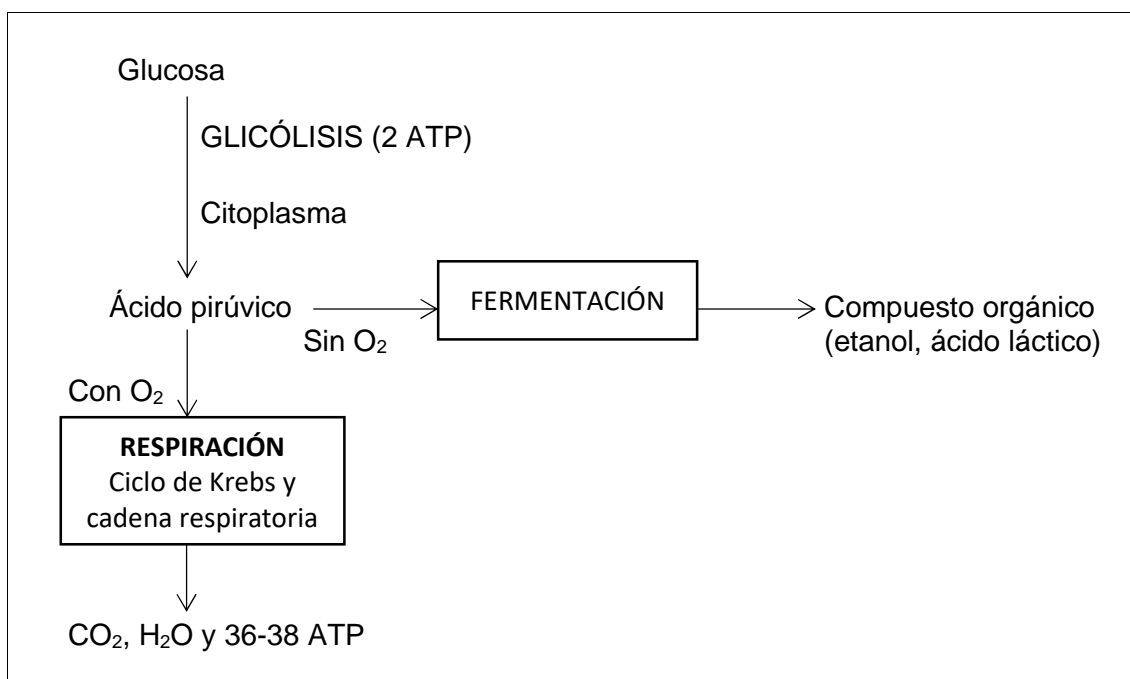 Glucosa
GLICÓLISIS (2 ATP)
Citoplasma
Ácido pirúvico
Sin O₂
FERMENTACIÓN
Compuesto orgánico
(etanol, ácido láctico)
Con O₂
RESPIRACIÓN
Ciclo de Krebs y
cadena respiratoria
CO₂, H₂O y 36-38 ATP